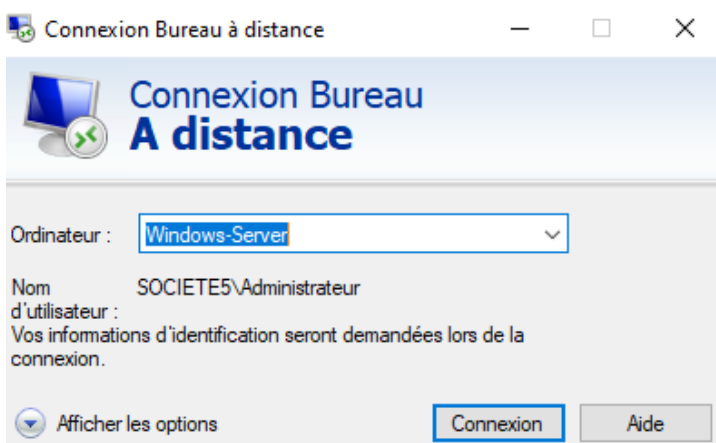 Connexion Bureau à distance
Connexion Bureau
A distance
Ordinateur :
Windows-Server
Nom
d'utilisateur :
SOCIETE5\Administrateur
Vos informations d'identification seront demandées lors de la
connexion.
Afficher les options
Connexion
Aide